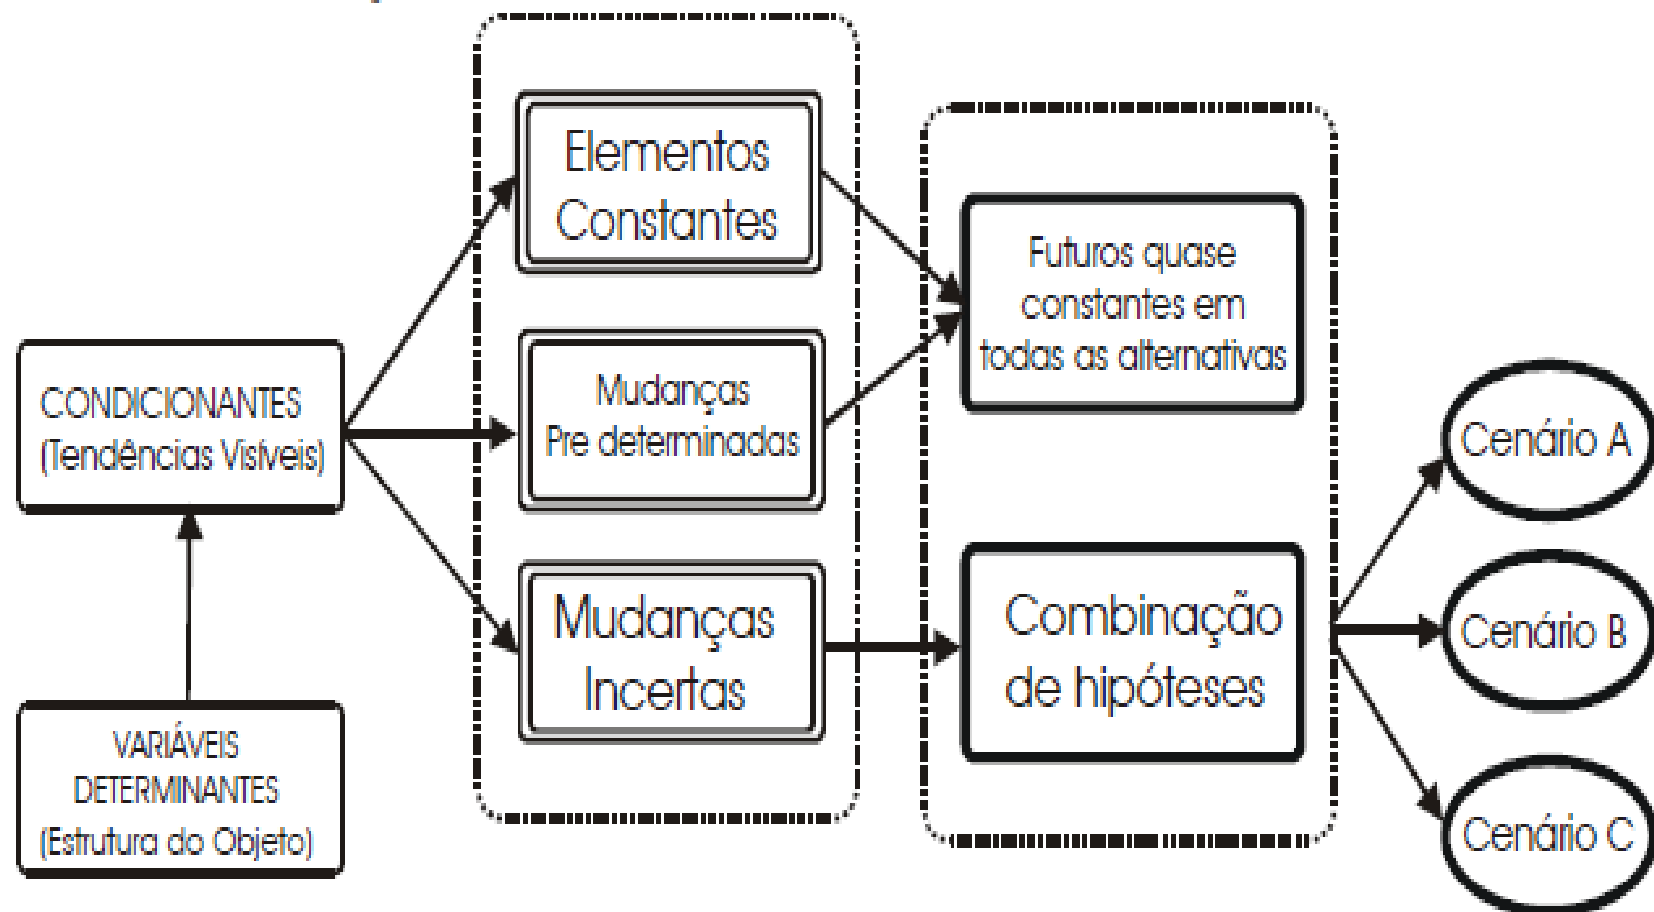 Elementos
Constantes
Mudanças
Pre determinadas
Mudanças
Incertas
CONDICIONANTES
(Tendências Visíveis)
VARIÁVEIS
DETERMINANTES
(Estrutura do Objeto)
Futuros quase
constantes em
todas as alternativas
Combinação
de hipóteses
Cenário A
Cenário B
Cenário C